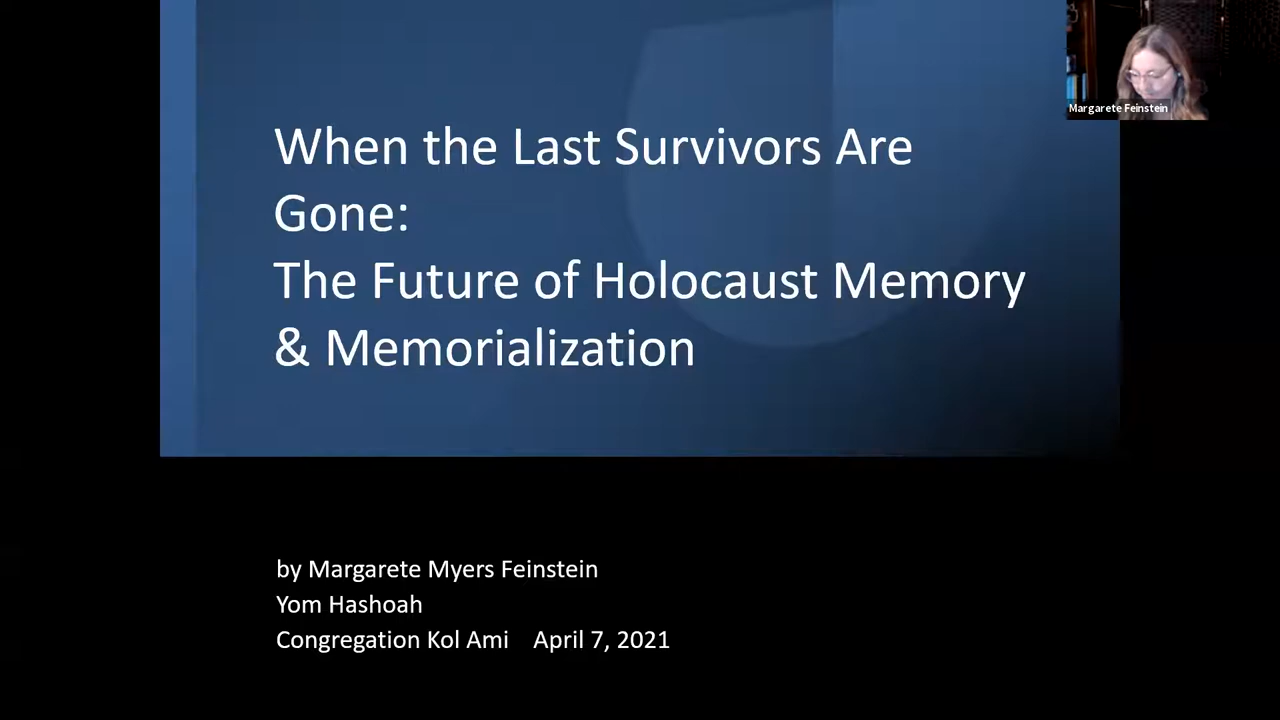 Margarete Feinstein
When the Last Survivors Are
Gone:
The Future of Holocaust Memory
& Memorialization
by Margarete Myers Feinstein
Yom Hashoah
Congregation Kol Ami April 7, 2021